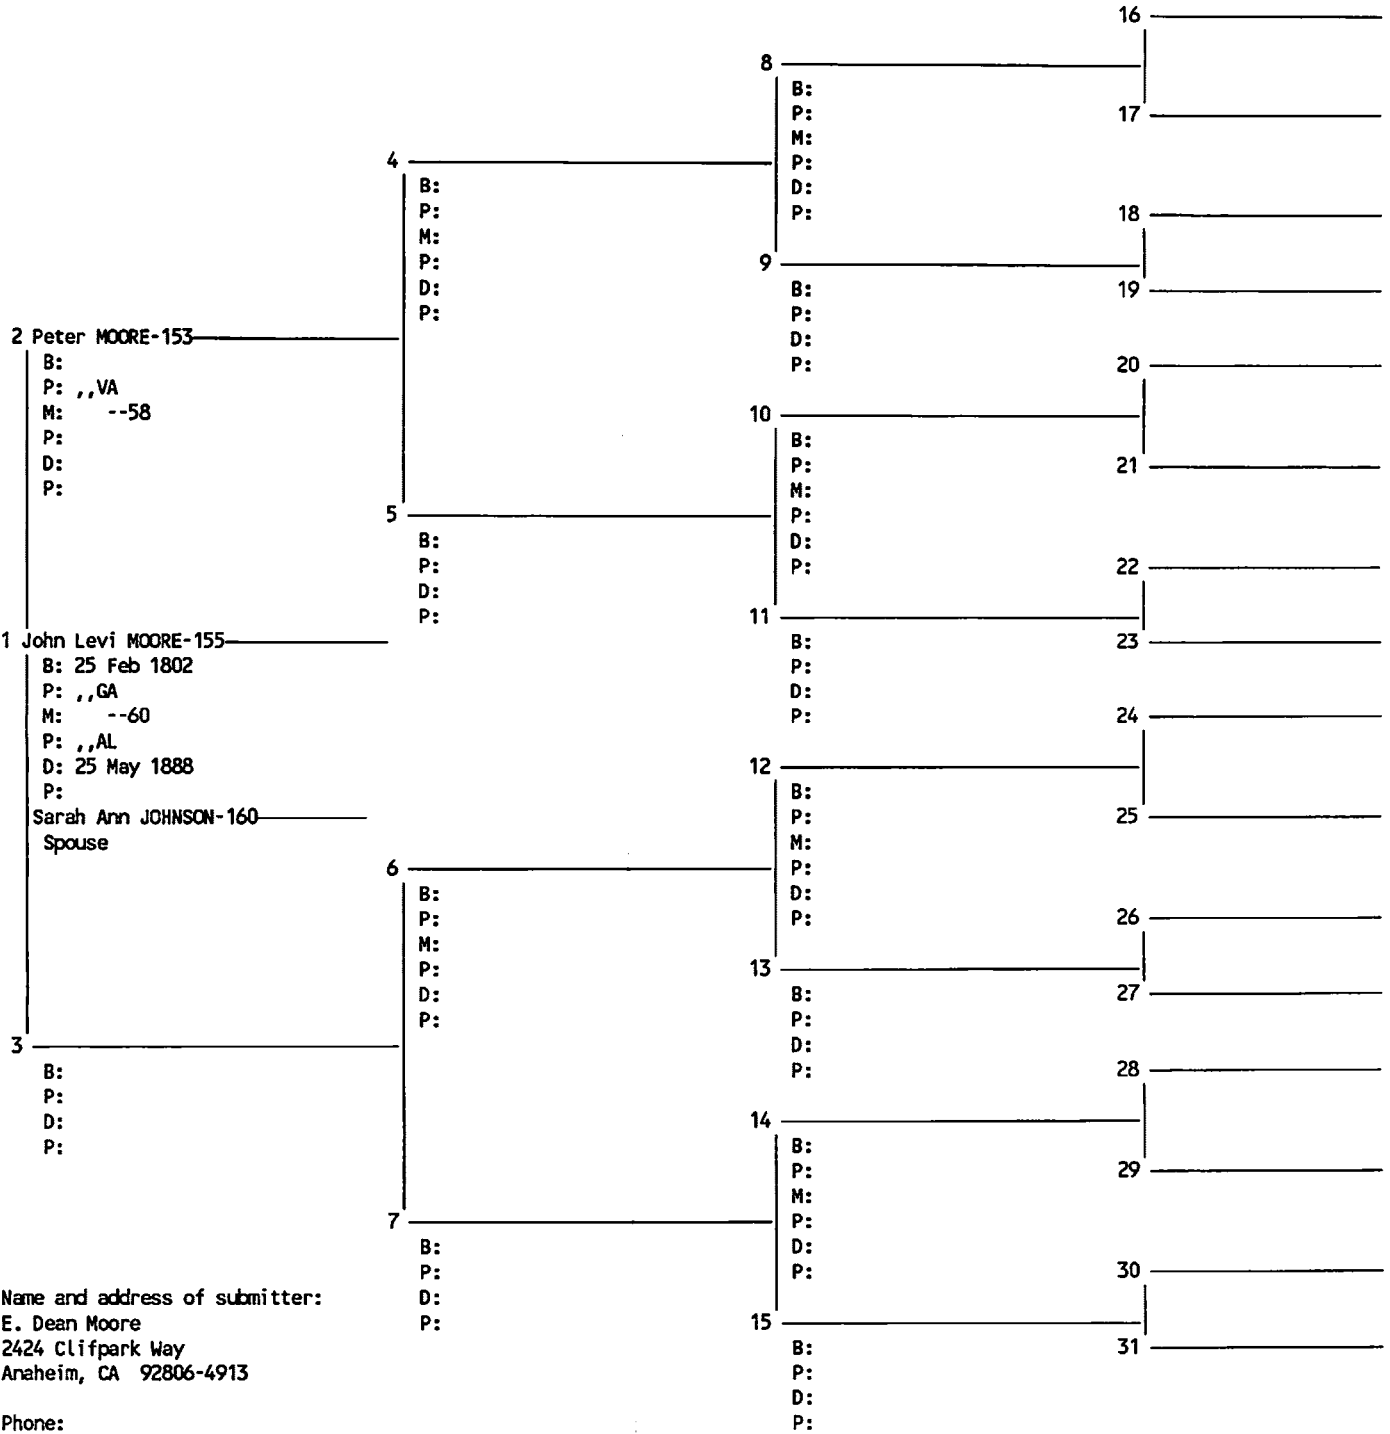 16
8
B:
P:
17
M:
4
P:
B:
D:
P:
P:
18
M:
P:
9
D:
B:
19
P:
P:
2 Peter MOORE-153
D:
B:
P:
20
P: ,,VA
M: --58
10
P:
B:
D:
P:
21
P:
M:
5
P:
B:
D:
P:
P:
22
D:
P:
11
1 John Levi MOORE-155
B:
23
B: 25 Feb 1802
P:
P: ,,GA
D:
M: --60
P:
24
P: ,,AL
D: 25 May 1888
12
P:
B:
Sarah Ann JOHNSON-160
P:
25
Spouse
M:
6
P:
B:
D:
P:
P:
26
M:
P:
13
D:
B:
27
P:
P:
3
D:
B:
P:
28
P:
D:
14
P:
B:
P:
29
M:
7
P:
B:
D:
P:
P:
30
Name and address of submitter:
D:
E. Dean Moore
P:
15
2424 Clifpark Way
B:
31
Anaheim, CA 92806-4913
P:
D:
Phone:
P: